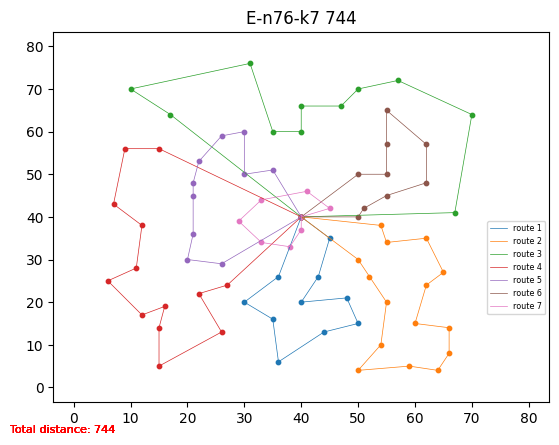 E-n76-k7 744
80
70
60
50
40
30
20
10
0
route 1
route 2
route 3
route 4
route 5
route 6
route 7
0 10 20 30 40 50 60 70 80
Total distance: 744